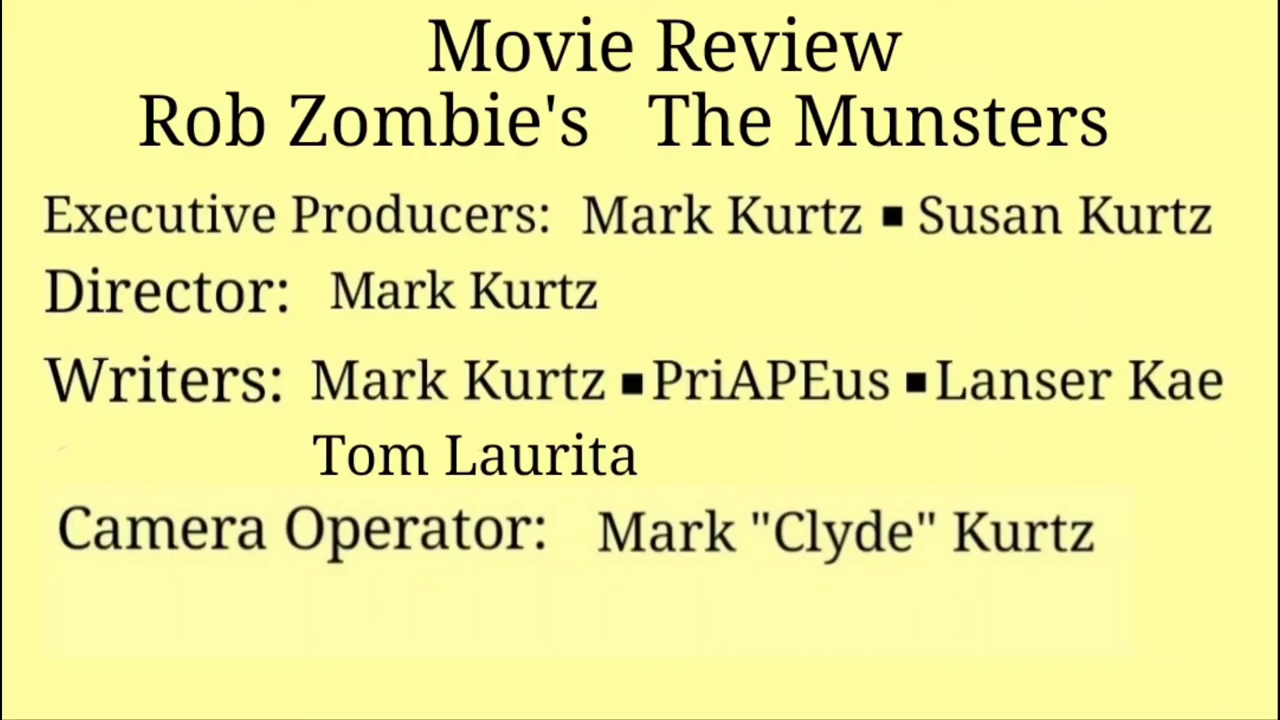 Movie Review
Rob Zombie's The Munsters
Executive Producers: Mark Kurtz ▪ Susan Kurtz
Director: Mark Kurtz
Writers: Mark Kurtz ▪ PriAPEus ▪ Lanser Kae
Tom Laurita
Camera Operator: Mark "Clyde" Kurtz